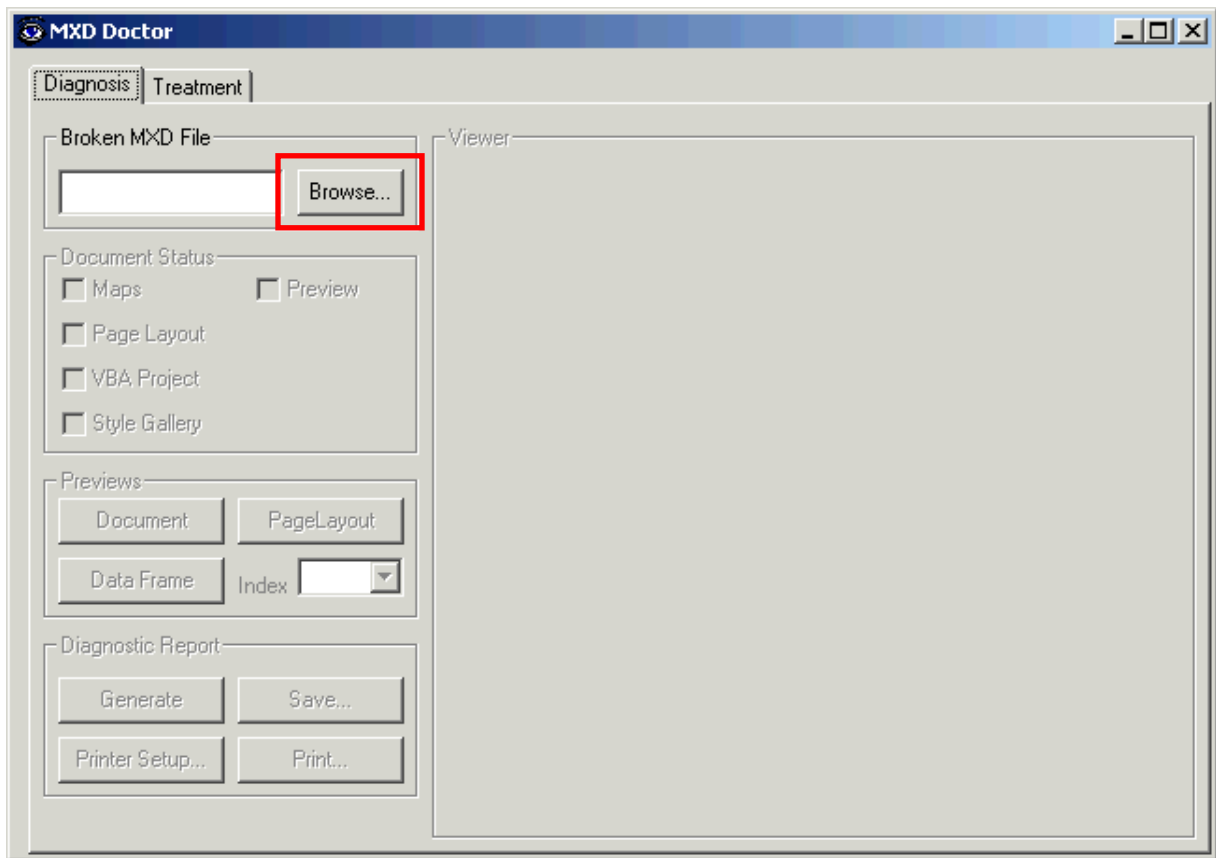 MXD Doctor
Diagnosis Treatment
Broken MXD File
Browse...
Viewer
Document Status
Maps Preview
Page Layout
VBA Project
Style Gallery
Previews
Document PageLayout
Data Frame Index
Diagnostic Report
Generate Save...
Printer Setup... Print...